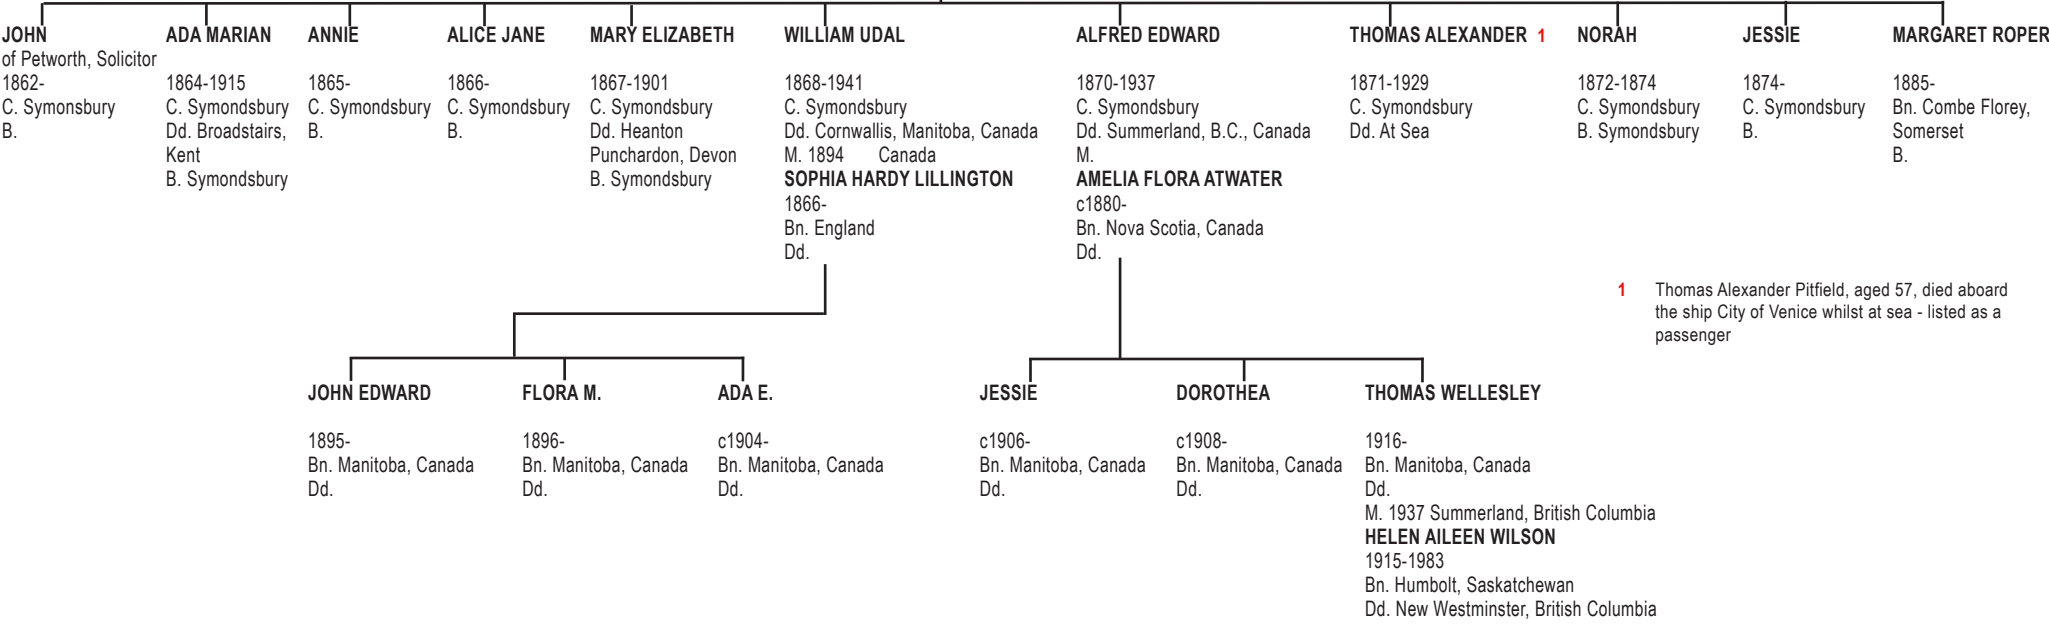 JOHN
of Petworth, Solicitor
1862-
C. Symonsbury
B.
ADA MARIAN
1864-1915
C. Symondsbury
Dd. Broadstairs,
Kent
B. Symondsbury
ANNIE
1865-
C. Symondsbury
B.
ALICE JANE
1866-
C. Symondsbury
B.
MARY ELIZABETH
1867-1901
C. Symondsbury
Dd. Heanton
Punchardon, Devon
B. Symondsbury
WILLIAM UDAL
1868-1941
C. Symondsbury
Dd. Cornwallis, Manitoba, Canada
M. 1894 Canada
SOPHIA HARDY LILLINGTON
1866-
Bn. England
Dd.
ALFRED EDWARD
1870-1937
C. Symondsbury
Dd. Summerland, B.C., Canada
M.
AMELIA FLORA ATWATER
c1880-
Bn. Nova Scotia, Canada
Dd.
THOMAS ALEXANDER 1
1871-1929
C. Symondsbury
Dd. At Sea
NORAH
1872-1874
C. Symondsbury
B. Symondsbury
JESSIE
1874-
C. Symondsbury
B.
MARGARET ROPER
1885-
Bn. Combe Florey,
Somerset
B.
1 Thomas Alexander Pitfield, aged 57, died aboard
the ship City of Venice whilst at sea - listed as a
passenger
JOHN EDWARD
1895-
Bn. Manitoba, Canada
Dd.
FLORA M.
1896-
Bn. Manitoba, Canada
Dd.
ADA E.
c1904-
Bn. Manitoba, Canada
Dd.
JESSIE
c1906-
Bn. Manitoba, Canada
Dd.
DOROTHEA
c1908-
Bn. Manitoba, Canada
Dd.
THOMAS WELLESLEY
1916-
Bn. Manitoba, Canada
Dd.
M. 1937 Summerland, British Columbia
HELEN AILEEN WILSON
1915-1983
Bn. Humbolt, Saskatchewan
Dd. New Westminster, British Columbia